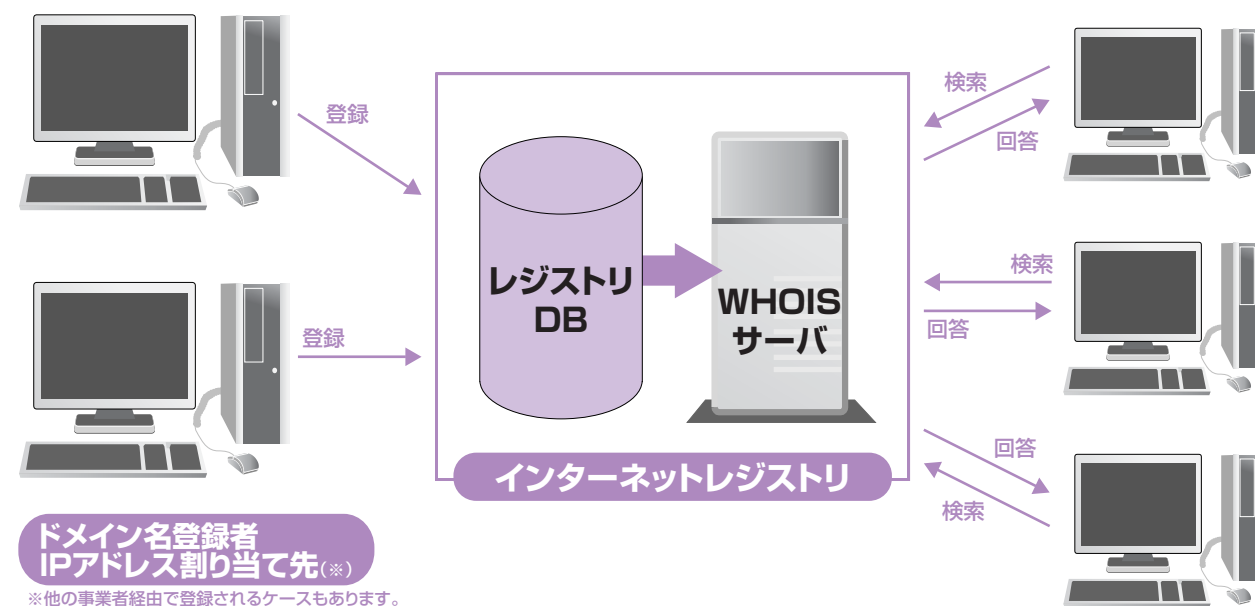 登録
登録
レジストリ
DB
WHOIS
サーバ
インターネットレジストリ
検索
回答
検索
回答
回答
検索
ドメイン名登録者
IPアドレス割り当て先(※)
※他の事業者経由で登録されるケースもあります。